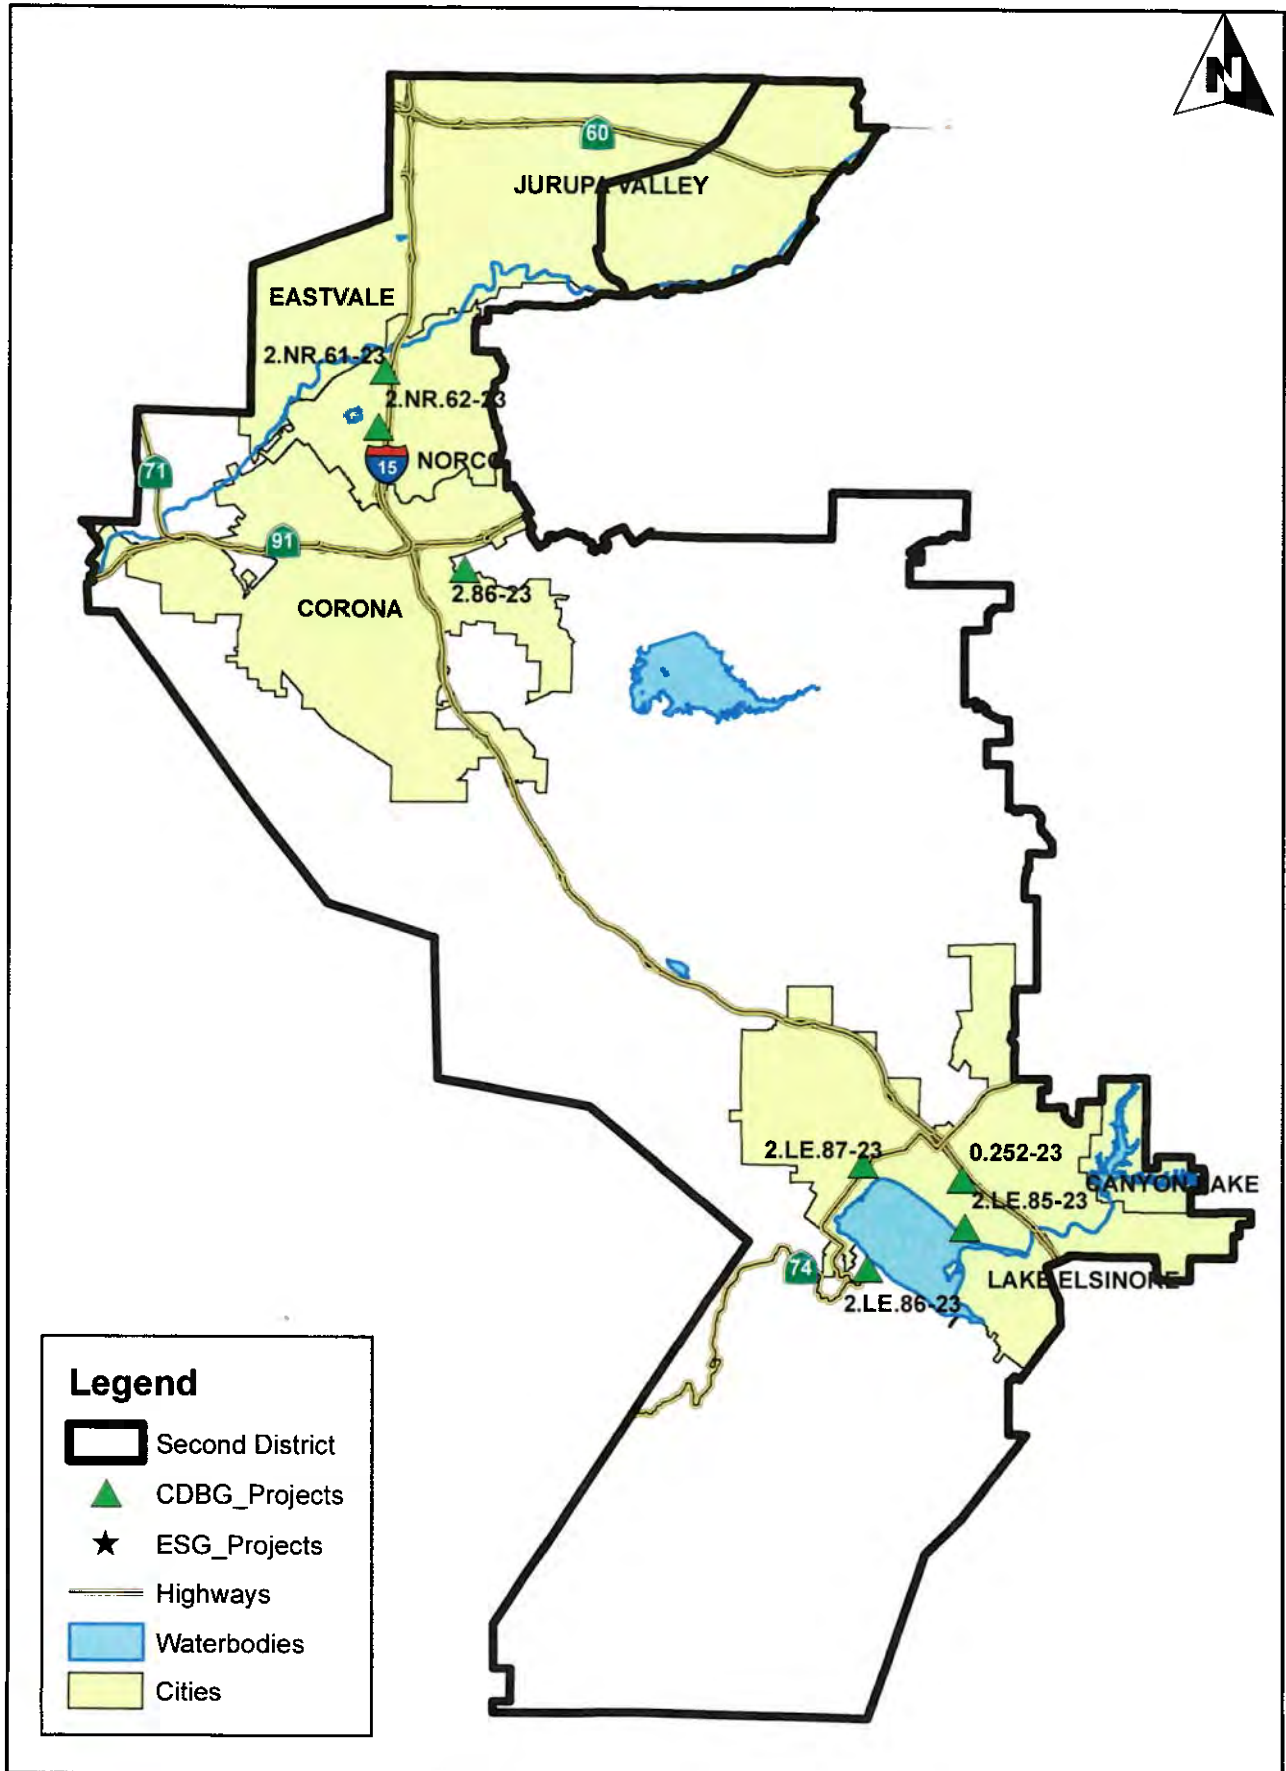 N
60
JURUPA VALLEY
EASTVALE
2.NR.61-23
2.NR.62-23
15
NORCO
71
91
2.86-23
CORONA
2.LE.87-23
0.252-23
CANYON LAKE
2.LE.85-23
74
LAKE ELSINORE
2.LE.86-23
Legend
Second District
CDBG_Projects
ESG_Projects
Highways
Waterbodies
Cities